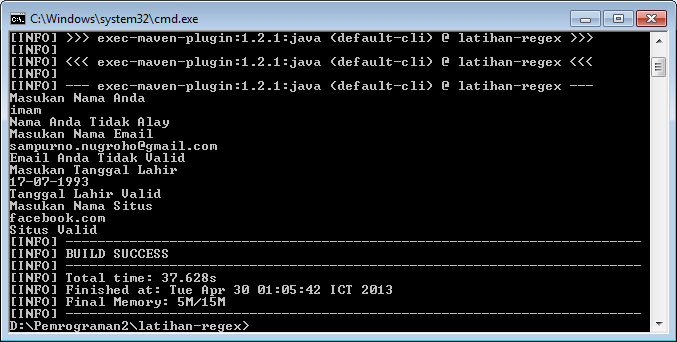 C:\Windows\system32\cmd.exe
[INFO] >>> exec-maven-plugin:1.2.1:java (default-cli) @ latihan-regex >>>
[INFO]
[INFO] <<< exec-maven-plugin:1.2.1:java (default-cli) @ latihan-regex <<<
[INFO]
[INFO] --- exec-maven-plugin:1.2.1:java (default-cli) @ latihan-regex ---
Masukan Nama Anda
imam
Nama Anda Tidak Alay
Masukan Nama Email
sampurno.nugroho@gmail.com
Email Anda Tidak Valid
Masukan Tanggal Lahir
17-07-1993
Tanggal Lahir Valid
Masukan Nama Situs
facebook.com
Situs Valid
[INFO] ------------------------------------------------------------------------
[INFO] BUILD SUCCESS
[INFO] ------------------------------------------------------------------------
[INFO] Total time: 37.628s
[INFO] Finished at: Tue Apr 30 01:05:42 ICT 2013
[INFO] Final Memory: 5M/15M
[INFO] ------------------------------------------------------------------------
D:\Pemrograman2\latihan-regex>